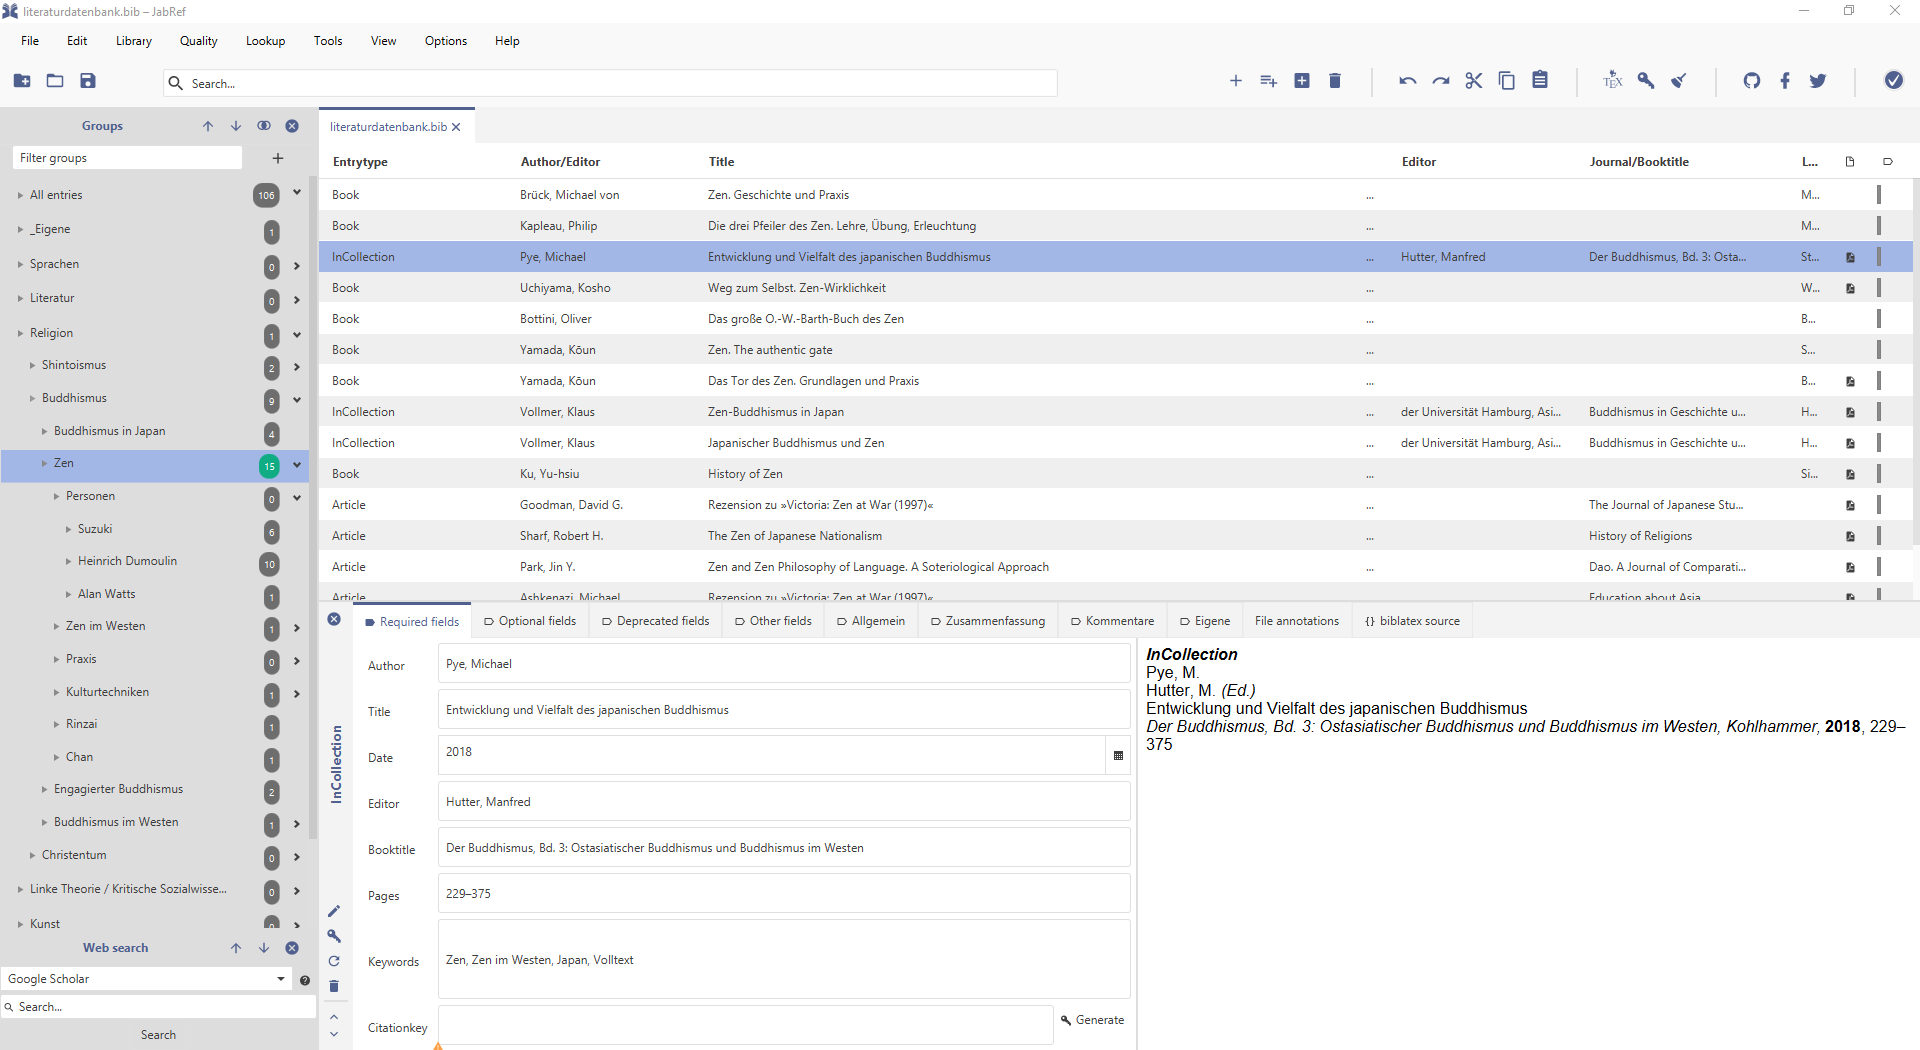 literaturdatenbank.bib – JabRef
File Edit Library Quality Lookup Tools View Options Help
Search...
TEX
Groups
Filter groups
All entries 106
_Eigene 1
Sprachen 0
Literatur 0
Religion 1
Shintoismus 2
Buddhismus 9
Buddhismus in Japan 4
Zen 15
Personen 0
Suzuki 6
Heinrich Dumoulin 10
Alan Watts 1
Zen im Westen 1
Praxis 0
Kulturtechniken 1
Rinzai 1
Chan 1
Engagierter Buddhismus 2
Buddhismus im Westen 1
Christentum 0
Linke Theorie / Kritische Sozialwisse... 0
Kunst 0
Web search
Google Scholar
Search...
Search
literaturdatenbank.bib
Entrytype Author/Editor Title Editor Journal/Booktitle L...
Book Brück, Michael von Zen. Geschichte und Praxis ... M...
Book Kapleau, Philip Die drei Pfeiler des Zen. Lehre, Übung, Erleuchtung ... M...
InCollection Pye, Michael Entwicklung und Vielfalt des japanischen Buddhismus ... Hutter, Manfred Der Buddhismus, Bd. 3: Osta... St...
Book Uchiyama, Kosho Weg zum Selbst. Zen-Wirklichkeit ... W...
Book Bottini, Oliver Das große O.-W.-Barth-Buch des Zen ... B...
Book Yamada, Kōun Zen. The authentic gate ... S...
Book Yamada, Kōun Das Tor des Zen. Grundlagen und Praxis ... B...
InCollection Vollmer, Klaus Zen-Buddhismus in Japan ... der Universität Hamburg, Asi... Buddhismus in Geschichte u... H...
InCollection Vollmer, Klaus Japanischer Buddhismus und Zen ... der Universität Hamburg, Asi... Buddhismus in Geschichte u... H...
Book Ku, Yu-hsiu History of Zen ... Si...
Article Goodman, David G. Rezension zu »Victoria: Zen at War (1997)« ... The Journal of Japanese Stu...
Article Sharf, Robert H. The Zen of Japanese Nationalism ... History of Religions
Article Park, Jin Y. Zen and Zen Philosophy of Language. A Soteriological Approach ... Dao. A Journal of Comparati...
Article Ashkenazi, Michael Rezension zu »Victoria: Zen at War (1997)« ... Education about Asia
Required fields Optional fields Deprecated fields Other fields Allgemein Zusammenfassung Kommentare Eigene File annotations {} biblatex source
InCollection
Author Pye, Michael
Title Entwicklung und Vielfalt des japanischen Buddhismus
Date 2018
Editor Hutter, Manfred
Booktitle Der Buddhismus, Bd. 3: Ostasiatischer Buddhismus und Buddhismus im Westen
Pages 229–375
Keywords Zen, Zen im Westen, Japan, Volltext
Citationkey Generate
InCollection
Pye, M.
Hutter, M. (Ed.)
Entwicklung und Vielfalt des japanischen Buddhismus
Der Buddhismus, Bd. 3: Ostasiatischer Buddhismus und Buddhismus im Westen, Kohlhammer, 2018, 229–
375